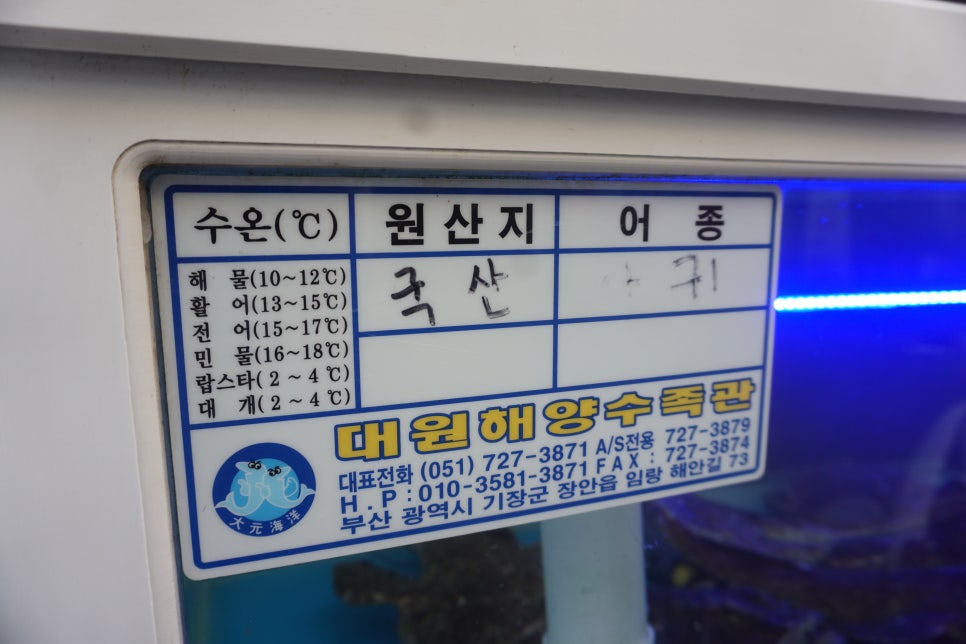 수온(℃) 원 산 지 어 종
해 물(10~12℃) 국 산
활 어(13~15℃)
전 어(15~17℃)
민 물(16~18℃)
랍스타( 2 ~ 4℃)
대 개( 2 ~ 4℃)
대원해양수족관
대표전화 (051) 727-3871 A/S전용 727-3879
H . P : 010-3581-3871 F A X : 727-3874
부산 광역시 기장군 장안읍 임랑 해안길 73
大元海洋